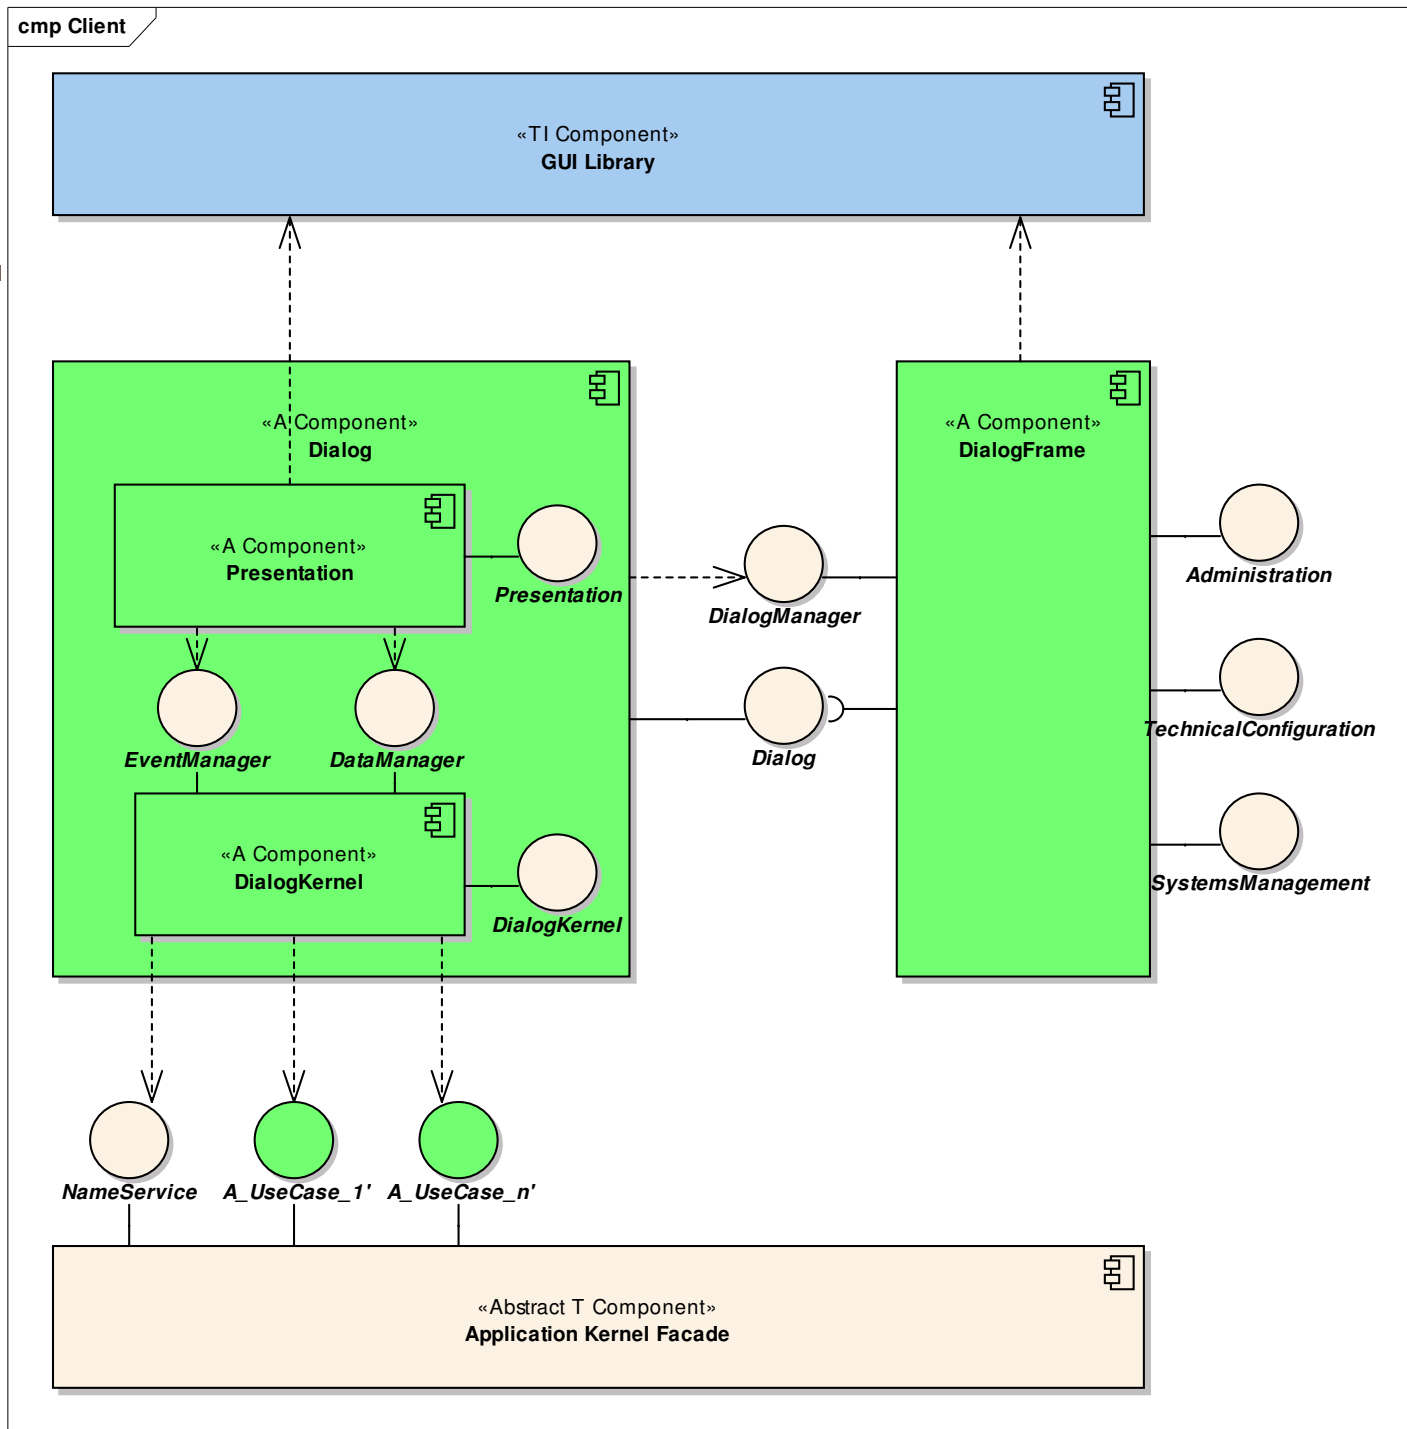 cmp Client
«TI Component»
GUI Library
«A Component»
Dialog
«A Component»
DialogFrame
«A Component»
Presentation
Presentation
DialogManager
Administration
EventManager
DataManager
Dialog
TechnicalConfiguration
«A Component»
DialogKernel
DialogKernel
SystemsManagement
NameService
A_UseCase_1'
A_UseCase_n'
«Abstract T Component»
Application Kernel Facade